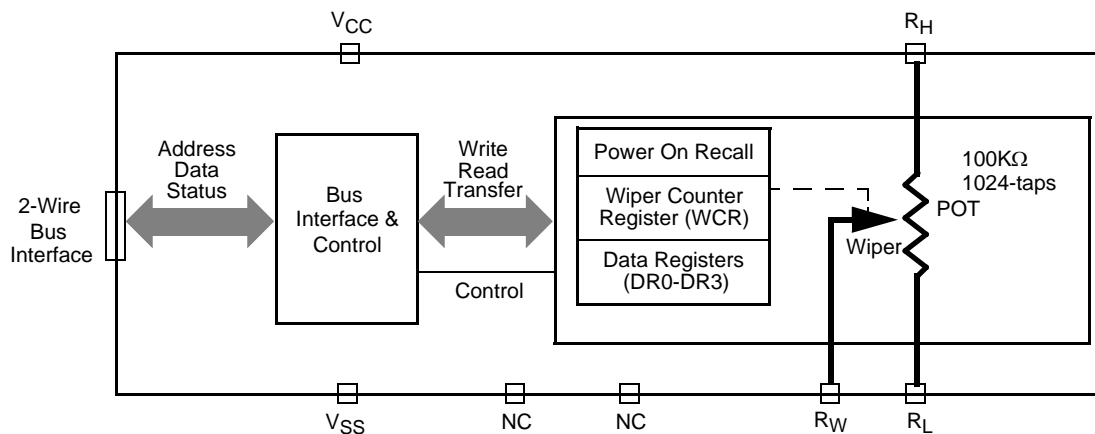 VCC
RH
Address
Data
Status
Write
Read
Transfer
Power On Recall
100KΩ
1024-taps
2-Wire
Bus
Interface
Bus
Interface &
Control
Wiper Counter
Register (WCR)
POT
Wiper
Data Registers
(DR0-DR3)
Control
VSS
NC
NC
RW
RL